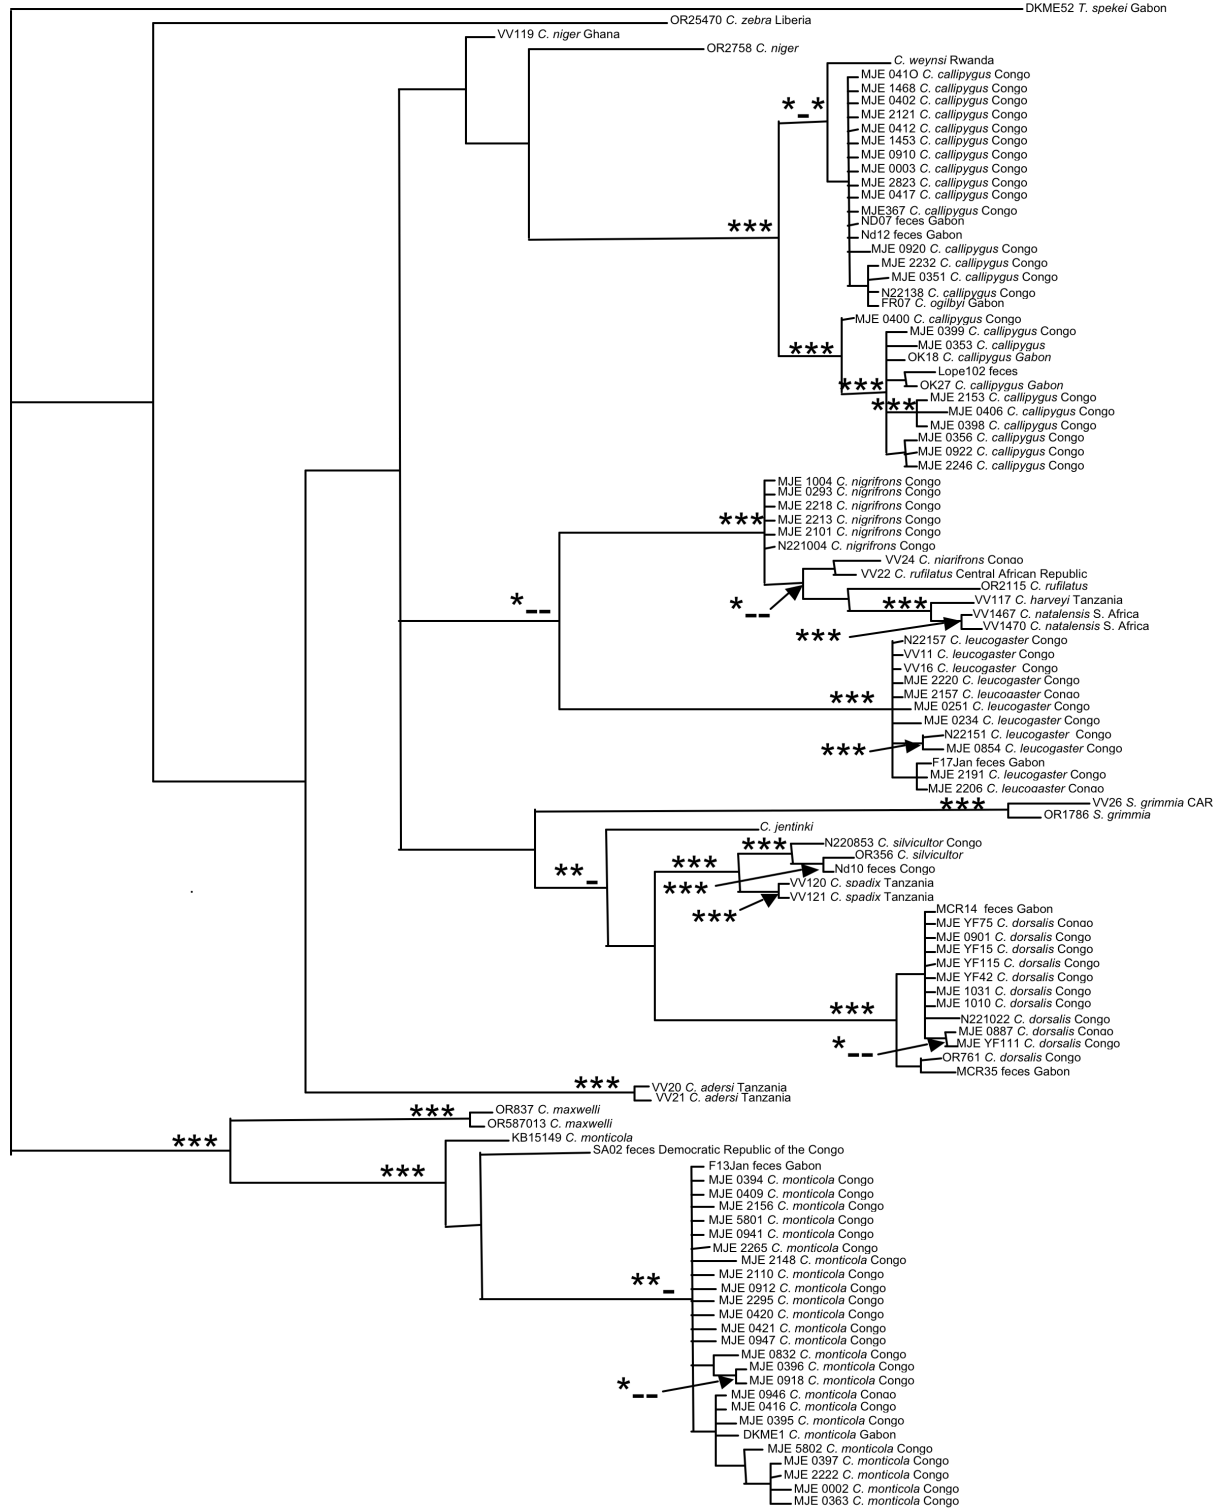 DKME52 T. spekei Gabon
OR25470 C. zebra Liberia
VV119 C. niger Ghana
OR2758 C. niger
C. weynsi Rwanda
MJE 041O C. callipygus Congo
MJE 1468 C. callipygus Congo
MJE 0402 C. callipygus Congo
*_*
MJE 2121 C. callipygus Congo
MJE 0412 C. callipygus Congo
MJE 1453 C. callipygus Congo
MJE 0910 C. callipygus Congo
MJE 0003 C. callipygus Congo
MJE 2823 C. callipygus Congo
MJE 0417 C. callipygus Congo
MJE367 C. callipygus Congo
ND07 feces Gabon
***
Nd12 feces Gabon
MJE 0920 C. callipygus Congo
MJE 2232 C. callipygus Congo
MJE 0351 C. callipygus Congo
N22138 C. callipygus Congo
FR07 C. ogilbyi Gabon
MJE 0400 C. callipygus Congo
MJE 0399 C. callipygus Congo
MJE 0353 C. callipygus
***
OK18 C. callipygus Gabon
Lope102 feces
***
OK27 C. callipygus Gabon
MJE 2153 C. callipygus Congo
***
MJE 0406 C. callipygus Congo
MJE 0398 C. callipygus Congo
MJE 0356 C. callipygus Congo
MJE 0922 C. callipygus Congo
MJE 2246 C. callipygus Congo
MJE 1004 C. nigrifrons Congo
MJE 0293 C. nigrifrons Congo
MJE 2218 C. nigrifrons Congo
***
MJE 2213 C. nigrifrons Congo
MJE 2101 C. nigrifrons Congo
N221004 C. nigrifrons Congo
VV24 C. nigrifrons Congo
VV22 C. rufilatus Central African Republic
OR2115 C. rufilatus
*__
*__
***
VV117 C. harveyi Tanzania
VV1467 C. natalensis S. Africa
VV1470 C. natalensis S. Africa
***
N22157 C. leucogaster Congo
VV11 C. leucogaster Congo
VV16 C. leucogaster Congo
MJE 2220 C. leucogaster Congo
MJE 2157 C. leucogaster Congo
***
MJE 0251 C. leucogaster Congo
MJE 0234 C. leucogaster Congo
N22151 C. leucogaster Congo
***
MJE 0854 C. leucogaster Congo
F17Jan feces Gabon
MJE 2191 C. leucogaster Congo
MJE 2206 C. leucogaster Congo
***
VV26 S. grimmia CAR
OR1786 S. grimmia
C. jentinki
***
N220853 C. silvicultor Congo
OR356 C. silvicultor
***
**_
Nd10 feces Congo
***
VV120 C. spadix Tanzania
VV121 C. spadix Tanzania
***
MCR14 feces Gabon
MJE YF75 C. dorsalis Congo
MJE 0901 C. dorsalis Congo
MJE YF15 C. dorsalis Congo
MJE YF115 C. dorsalis Congo
MJE YF42 C. dorsalis Congo
MJE 1031 C. dorsalis Congo
MJE 1010 C. dorsalis Congo
***
N221022 C. dorsalis Congo
MJE 0887 C. dorsalis Congo
*__
MJE YF111 C. dorsalis Congo
OR761 C. dorsalis Congo
MCR35 feces Gabon
***
VV20 C. adersi Tanzania
VV21 C. adersi Tanzania
***
OR837 C. maxwelli
OR587013 C. maxwelli
***
KB15149 C. monticola
SA02 feces Democratic Republic of the Congo
***
F13Jan feces Gabon
MJE 0394 C. monticola Congo
MJE 0409 C. monticola Congo
MJE 2156 C. monticola Congo
MJE 5801 C. monticola Congo
MJE 0941 C. monticola Congo
MJE 2265 C. monticola Congo
MJE 2148 C. monticola Congo
MJE 2110 C. monticola Congo
**_
MJE 0912 C. monticola Congo
MJE 2295 C. monticola Congo
MJE 0420 C. monticola Congo
MJE 0421 C. monticola Congo
MJE 0947 C. monticola Congo
MJE 0832 C. monticola Congo
MJE 0396 C. monticola Congo
*__
MJE 0918 C. monticola Congo
MJE 0946 C. monticola Congo
MJE 0416 C. monticola Congo
MJE 0395 C. monticola Congo
DKME1 C. monticola Gabon
MJE 5802 C. monticola Congo
MJE 0397 C. monticola Congo
MJE 2222 C. monticola Congo
MJE 0002 C. monticola Congo
MJE 0363 C. monticola Congo